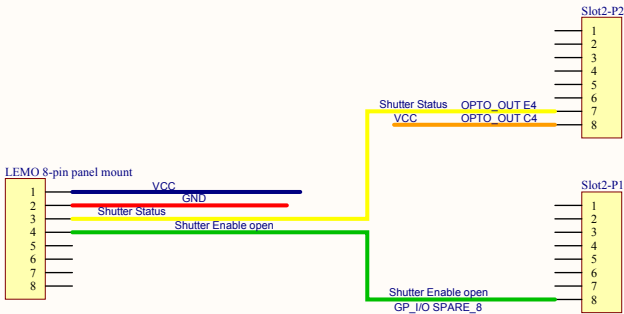 Slot2-P2
1
2
3
4
5
6
7
8
Shutter Status OPTO_OUT E4
VCC OPTO_OUT C4
LEMO 8-pin panel mount
1
2
3
4
5
6
7
8
VCC
GND
Shutter Status
Shutter Enable open
Slot2-P1
1
2
3
4
5
6
7
8
Shutter Enable open
GP_I/O SPARE_8